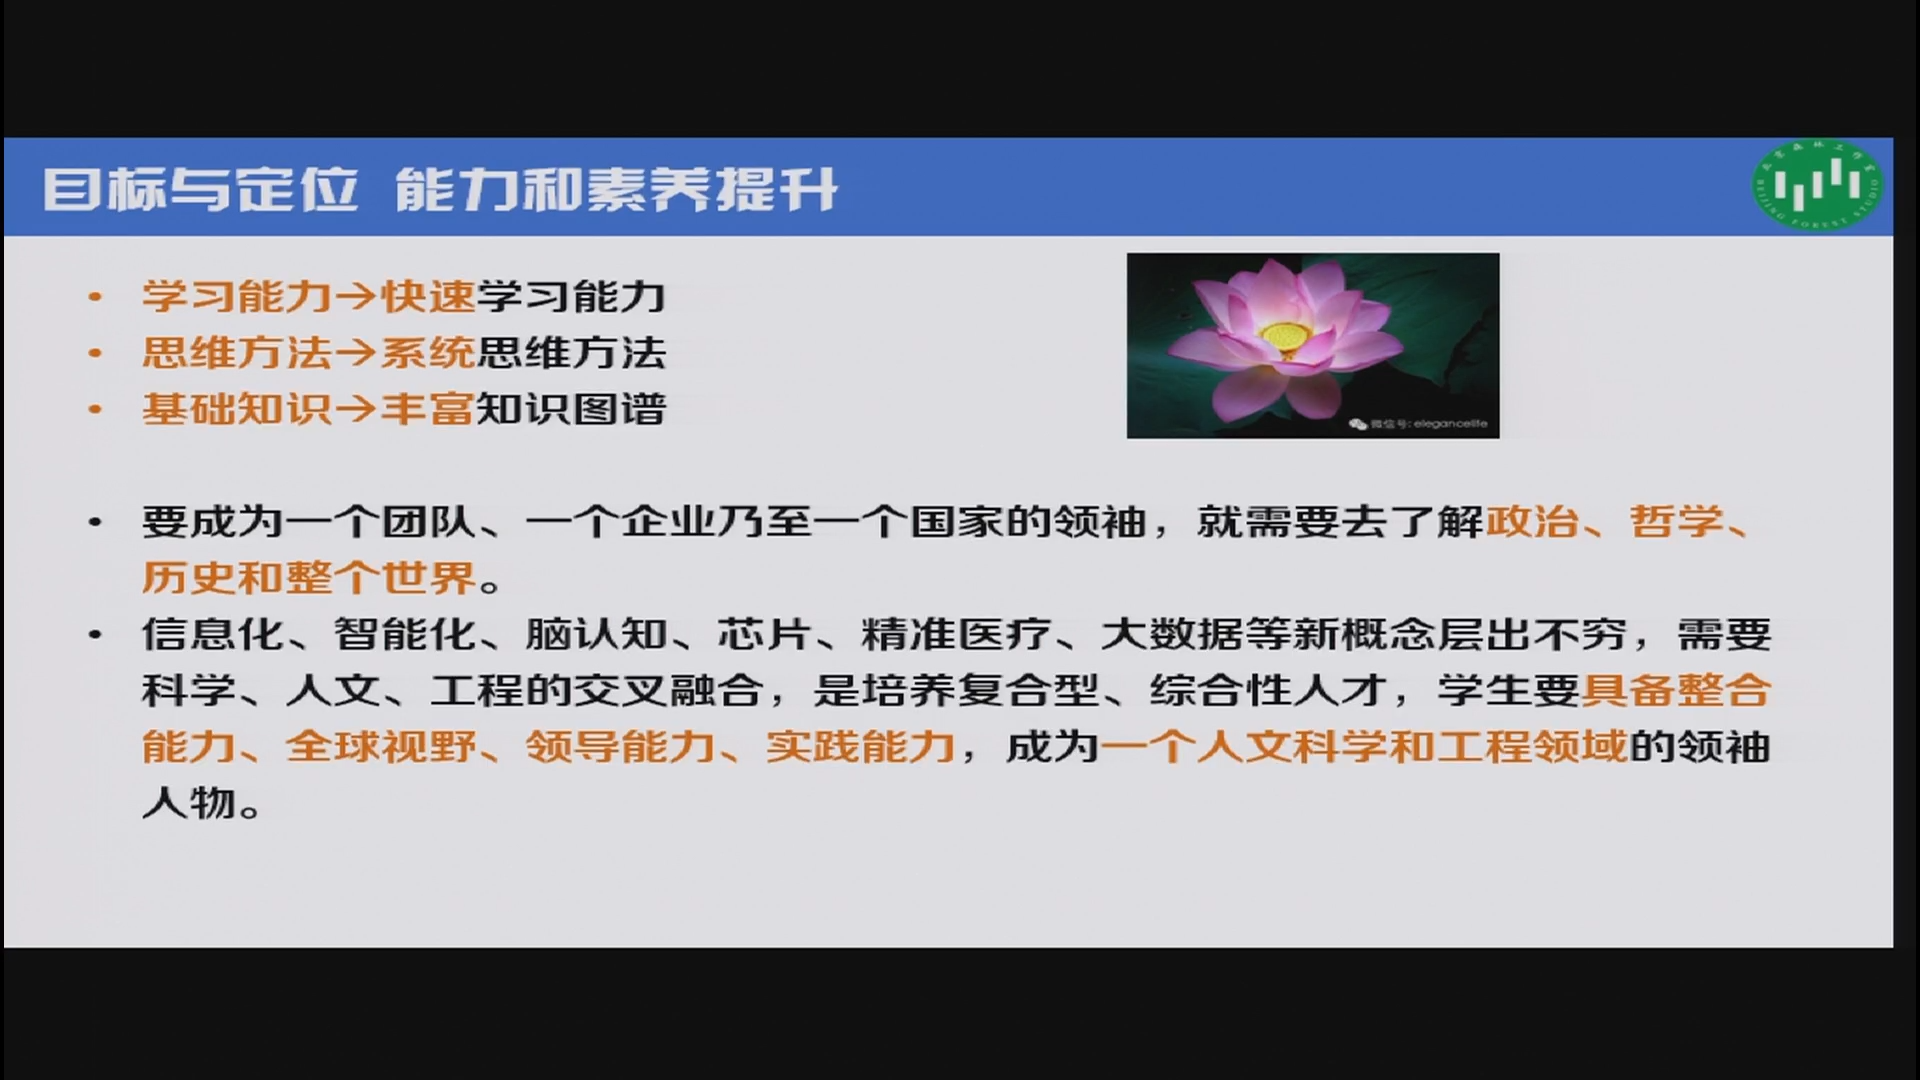 目标与定位 能力和素养提升
北京森林工作室
BEIJING FOREST STUDIO
• 学习能力→快速学习能力
• 思维方法→系统思维方法
• 基础知识→丰富知识图谱
微信号: elegancelife
• 要成为一个团队、一个企业乃至一个国家的领袖，就需要去了解政治、哲学、
历史和整个世界。
• 信息化、智能化、脑认知、芯片、精准医疗、大数据等新概念层出不穷，需要
科学、人文、工程的交叉融合，是培养复合型、综合性人才，学生要具备整合
能力、全球视野、领导能力、实践能力，成为一个人文科学和工程领域的领袖
人物。